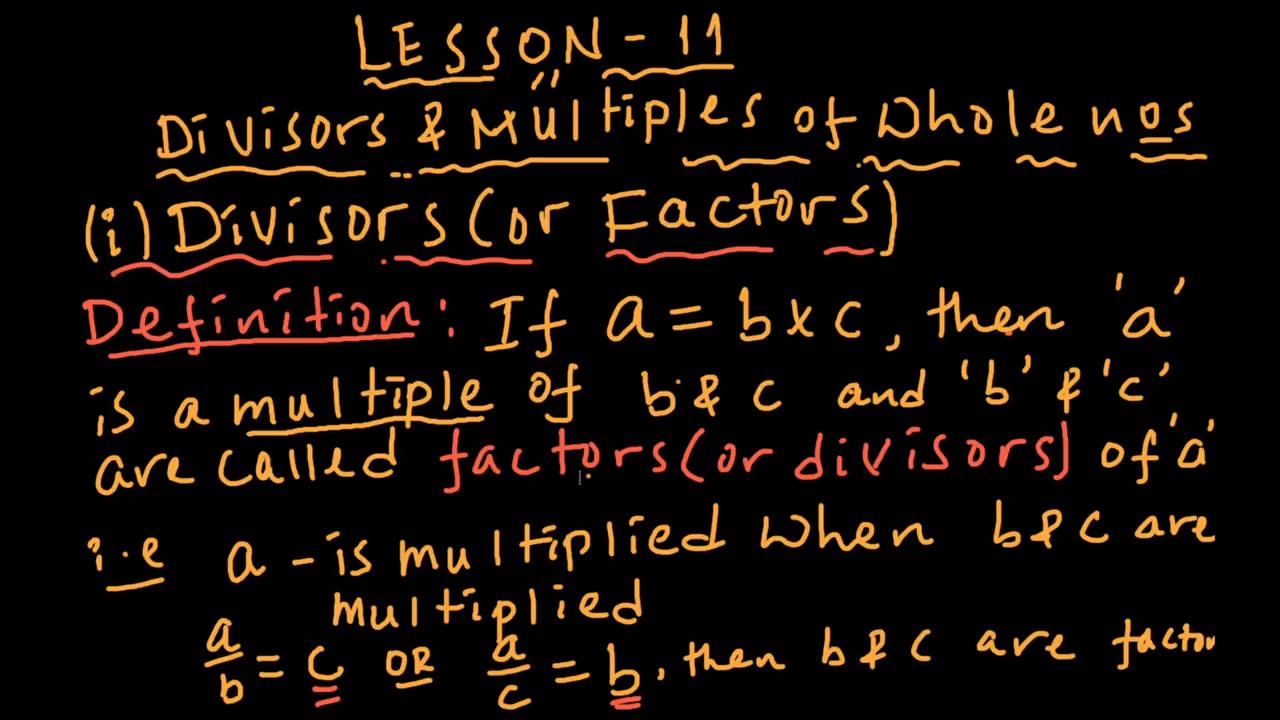 LESSON - 11
Divisors & Multiples of Whole nos
(i) Divisors (or Factors)
Definition: If a = b x c, then 'a'
is a multiple of b & c and 'b' & 'c'
are called factors (or divisors) of 'a'
i.e a - is multiplied when b & c are
multiplied
a/b = c OR a/c = b, then b & c are factor